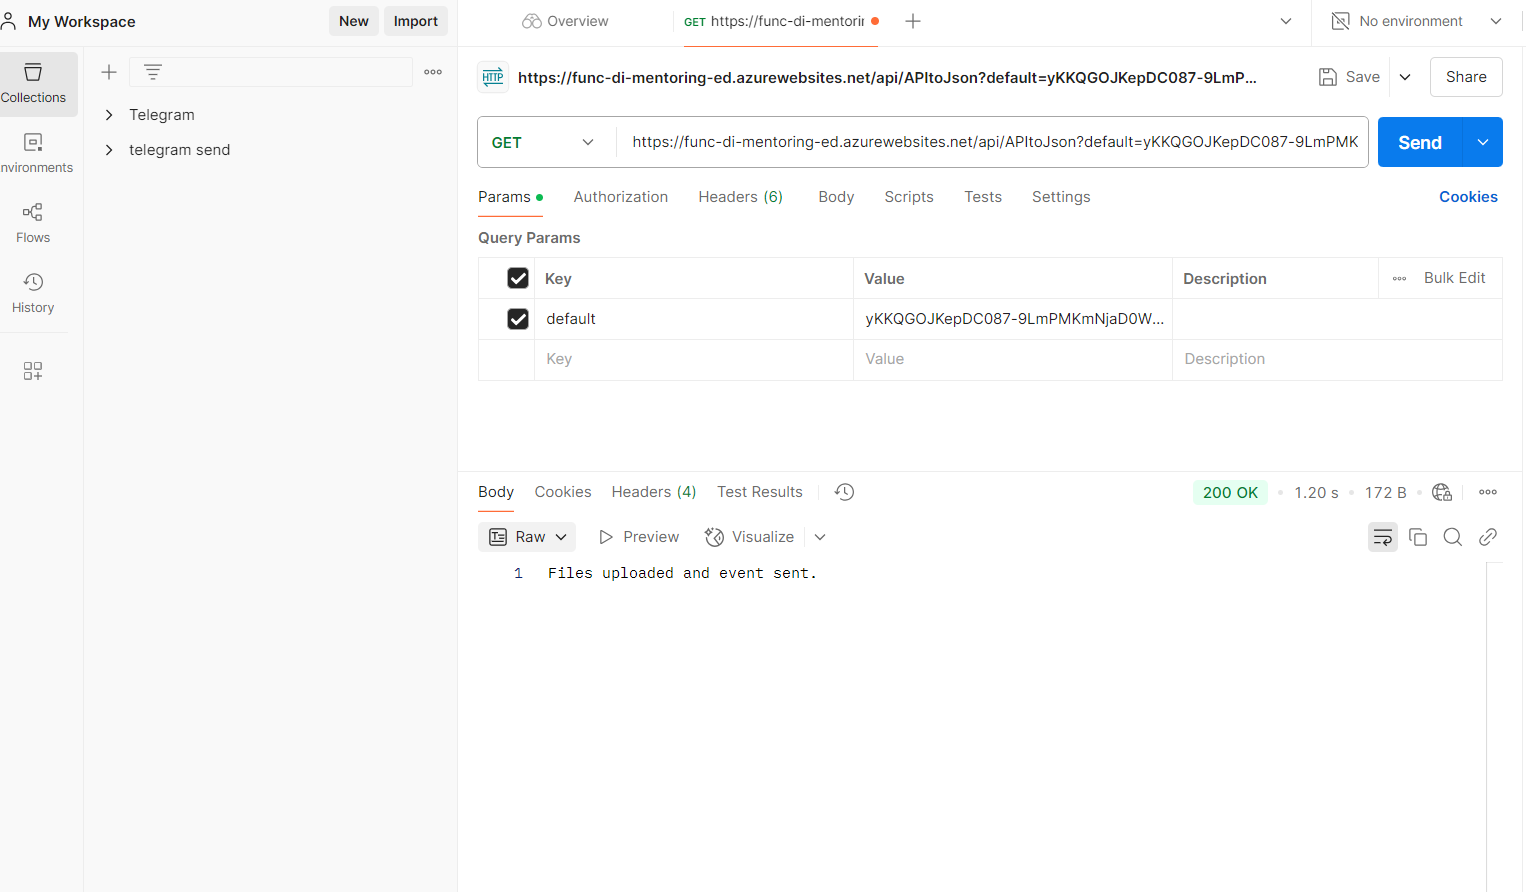 My Workspace
New
Import
Overview
GET https://func-di-mentorin
No environment
Collections
nvironments
Flows
History
Telegram
telegram send
HTTP
https://func-di-mentoring-ed.azurewebsites.net/api/APItoJson?default=yKKQGOJKepDC087-9LmP...
Save
Share
GET
https://func-di-mentoring-ed.azurewebsites.net/api/APItoJson?default=yKKQGOJKepDC087-9LmPMK
Send
Params
Authorization
Headers (6)
Body
Scripts
Tests
Settings
Cookies
Query Params
Key
Value
Description
Bulk Edit
default
yKKQGOJKepDC087-9LmPMKmNjaD0W...
Key
Value
Description
Body
Cookies
Headers (4)
Test Results
200 OK
1.20 s
172 B
Raw
Preview
Visualize
1 Files uploaded and event sent.